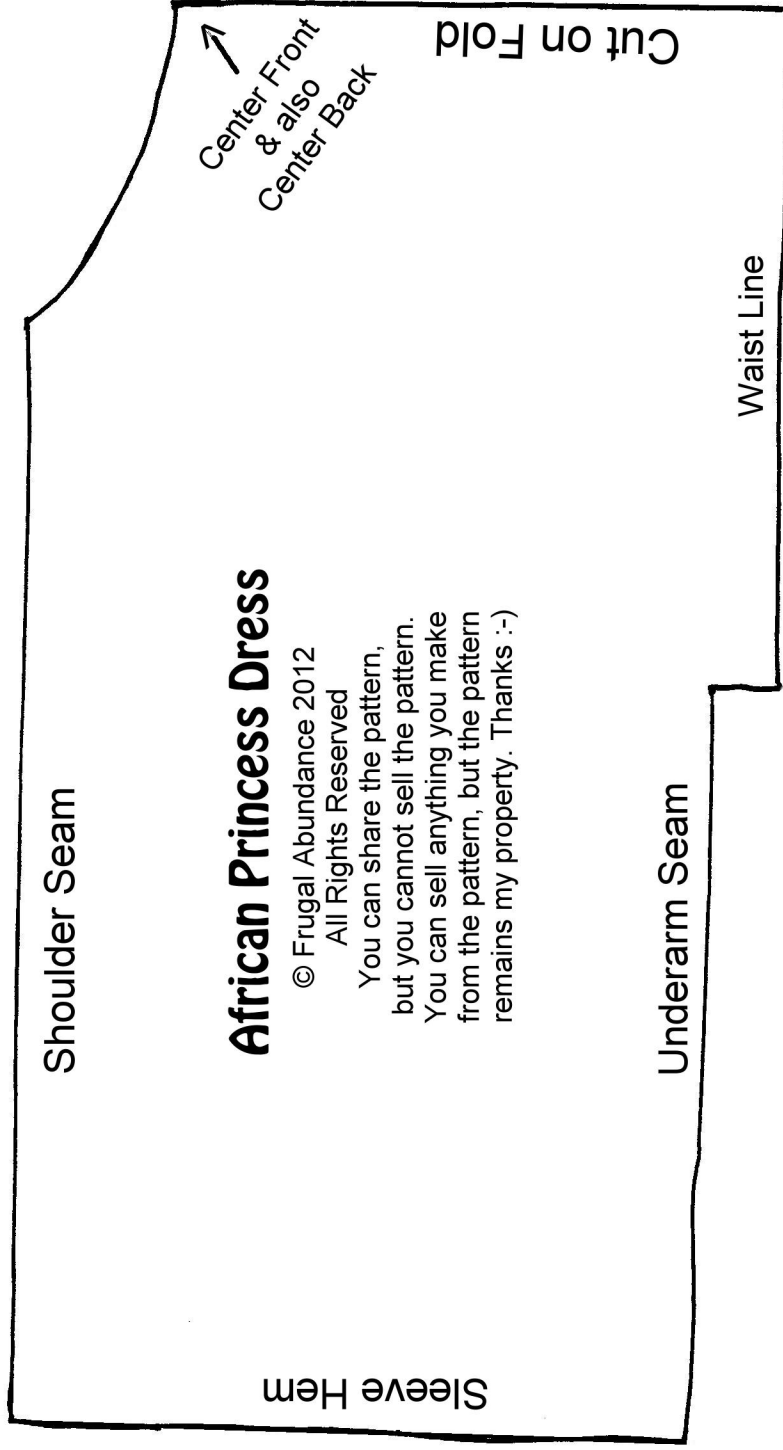 Cut on Fold
Center Front
& also
Center Back
Shoulder Seam
African Princess Dress
© Frugal Abundance 2012
All Rights Reserved
You can share the pattern,
but you cannot sell the pattern.
You can sell anything you make
from the pattern, but the pattern
remains my property. Thanks :-)
Waist Line
Underarm Seam
Sleeve Hem